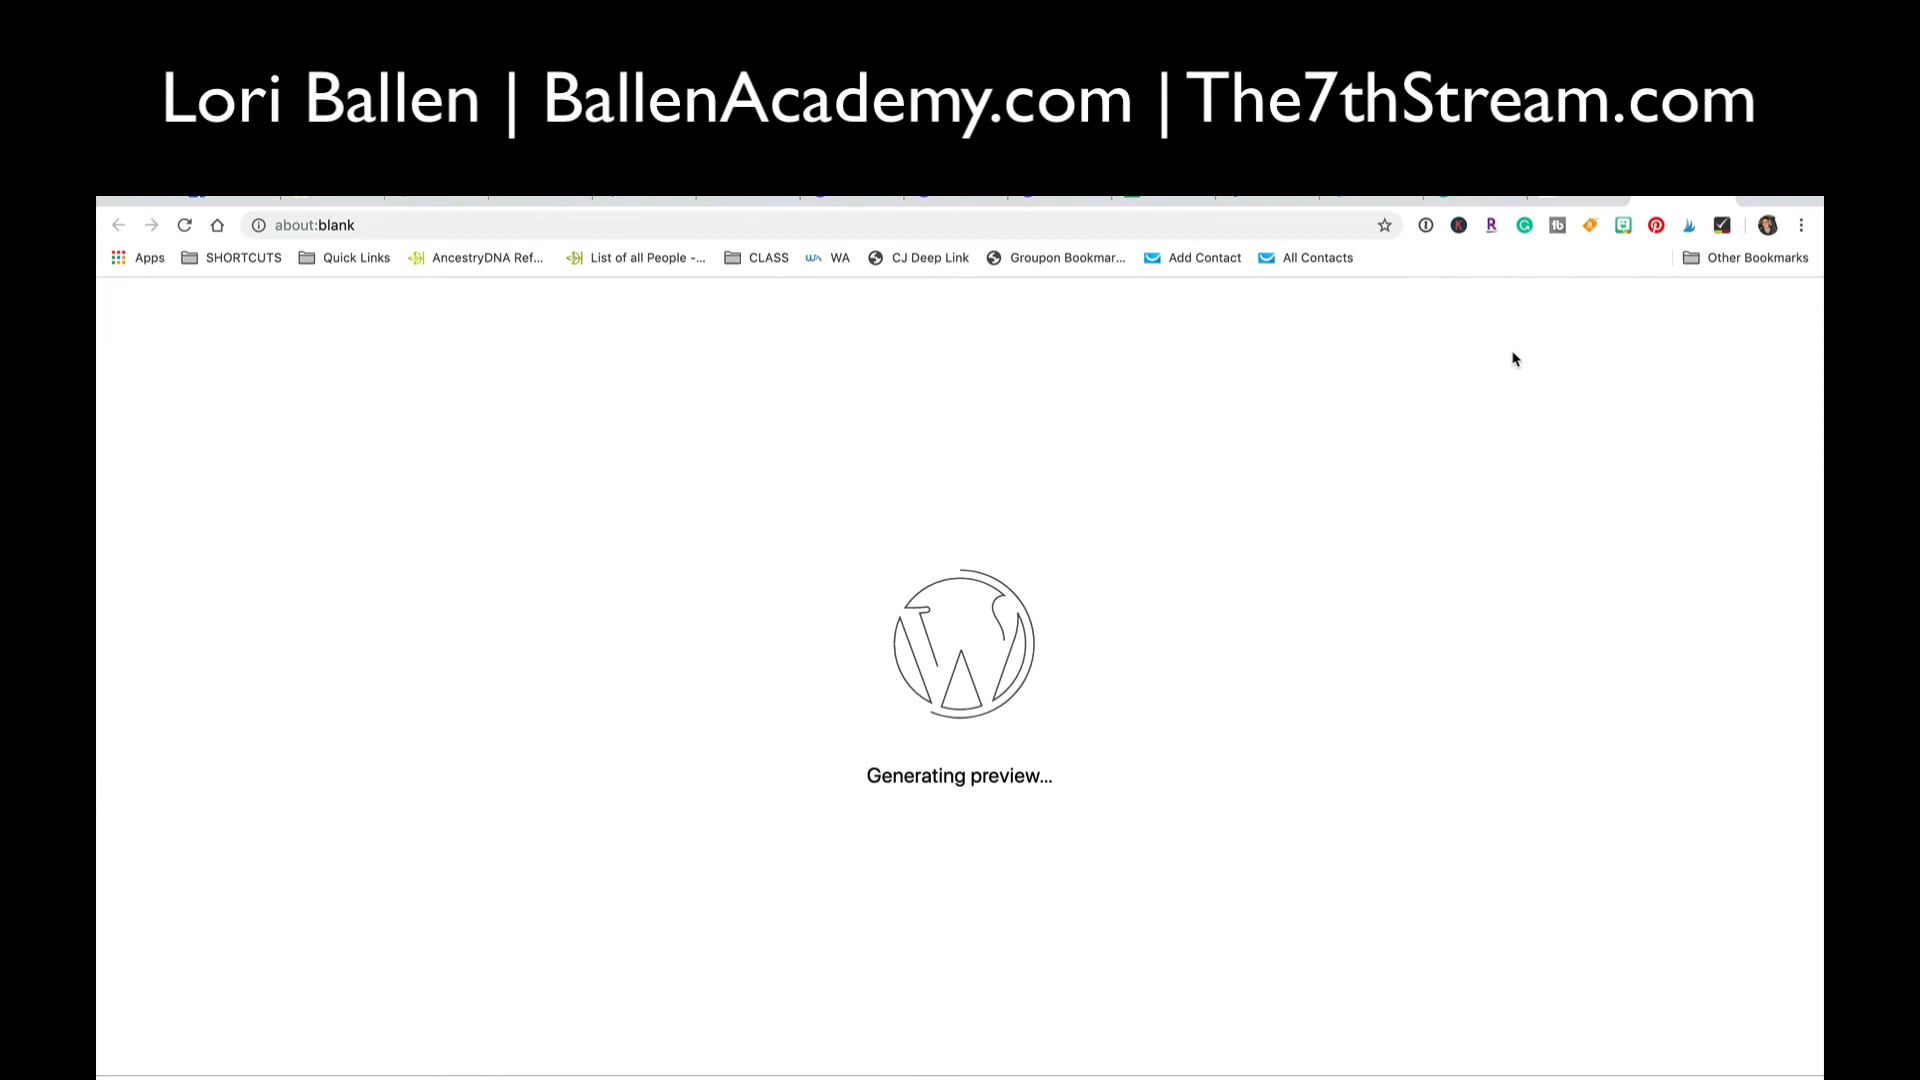 Lori Ballen | BallenAcademy.com | The7thStream.com
about:blank
Apps SHORTCUTS Quick Links AncestryDNA Ref... List of all People -... CLASS WA CJ Deep Link Groupon Bookmar... Add Contact All Contacts Other Bookmarks
Generating preview...